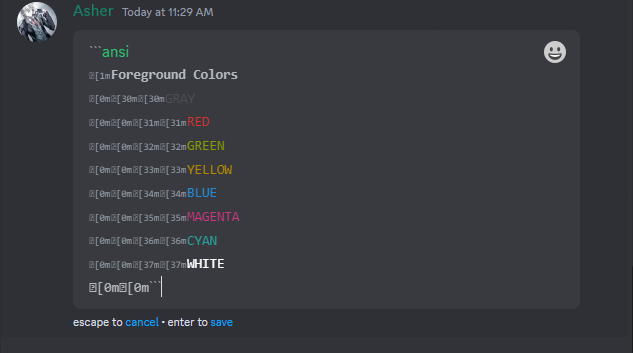 Asher Today at 11:29 AM
```ansi
[1mForeground Colors
[0m[30m[30mGRAY
[0m[0m[31m[31mRED
[0m[0m[32m[32mGREEN
[0m[0m[33m[33mYELLOW
[0m[0m[34m[34mBLUE
[0m[0m[35m[35mMAGENTA
[0m[0m[36m[36mCYAN
[0m[0m[37m[37mWHITE
[0m[0m```
escape to cancel • enter to save